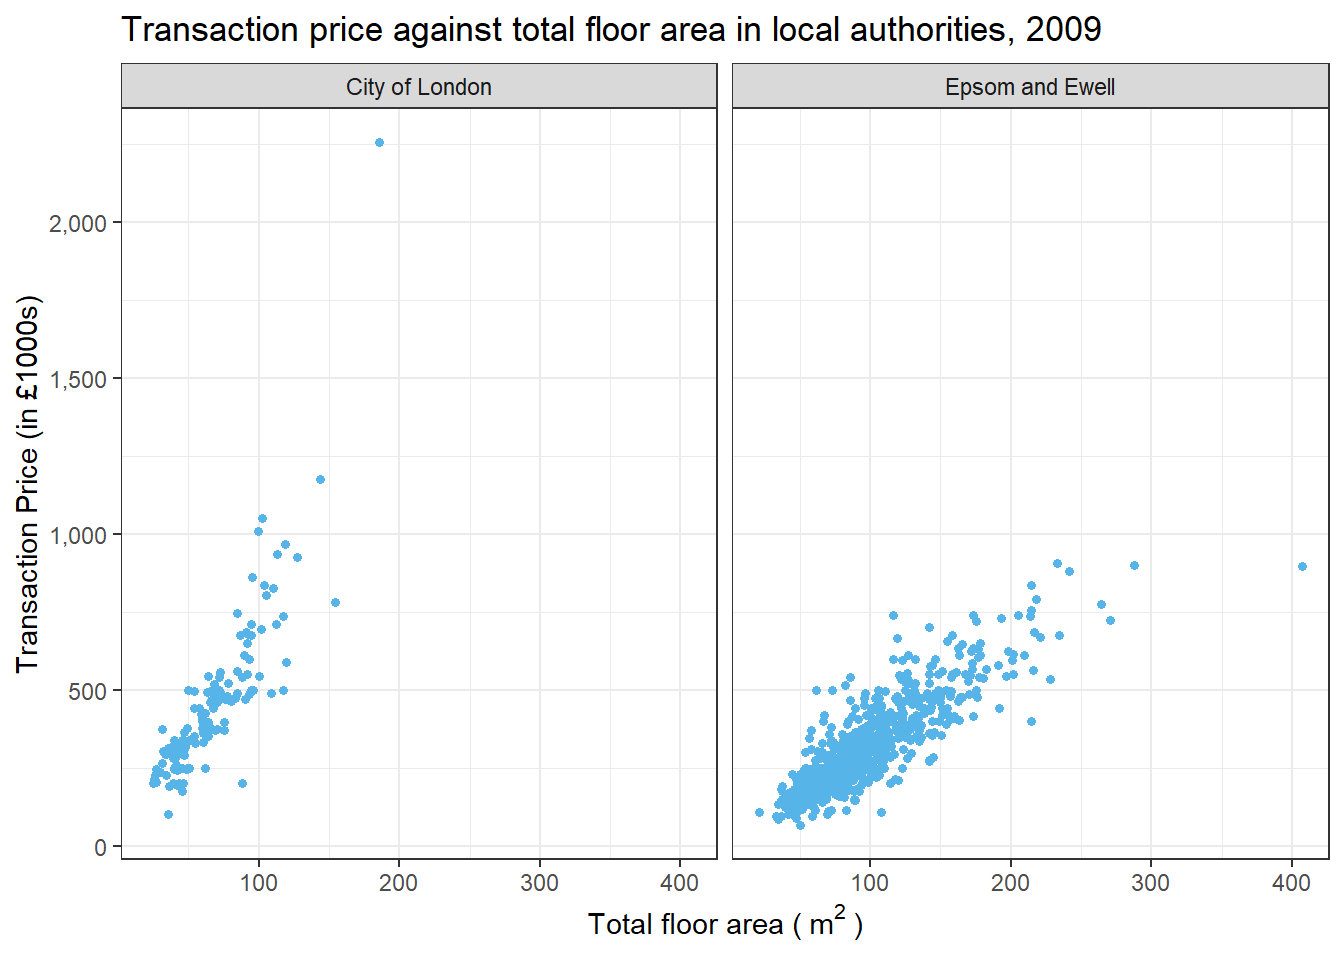 Transaction price against total floor area in local authorities, 2009
City of London
Epsom and Ewell
Transaction Price (in £1000s)
2,000
1,500
1,000
500
0
100 200 300 400
100 200 300 400
Total floor area ( m² )